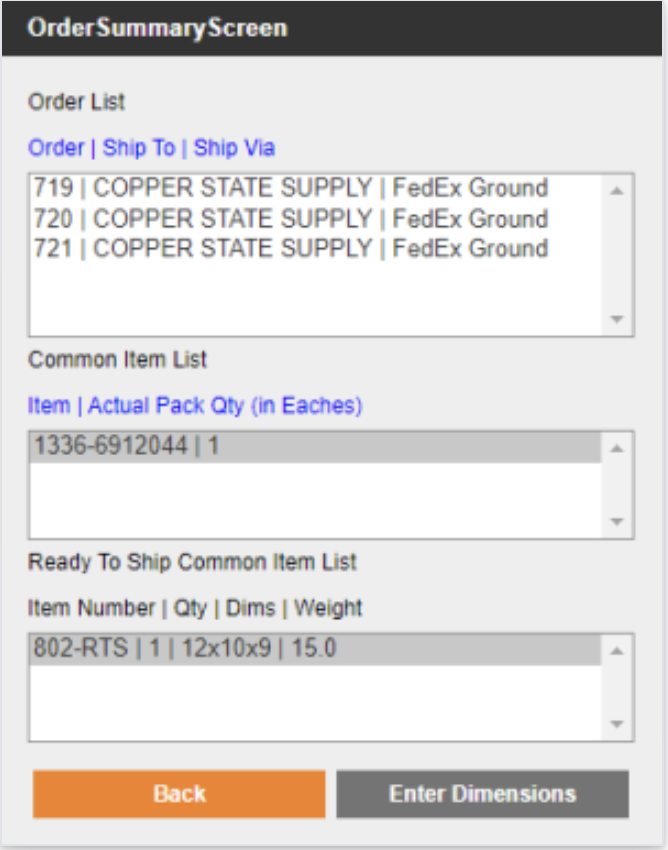 OrderSummaryScreen
Order List
Order | Ship To | Ship Via
719 | COPPER STATE SUPPLY | FedEx Ground
720 | COPPER STATE SUPPLY | FedEx Ground
721 | COPPER STATE SUPPLY | FedEx Ground
Common Item List
Item | Actual Pack Qty (in Eaches)
1336-6912044 | 1
Ready To Ship Common Item List
Item Number | Qty | Dims | Weight
802-RTS | 1 | 12x10x9 | 15.0
Back
Enter Dimensions